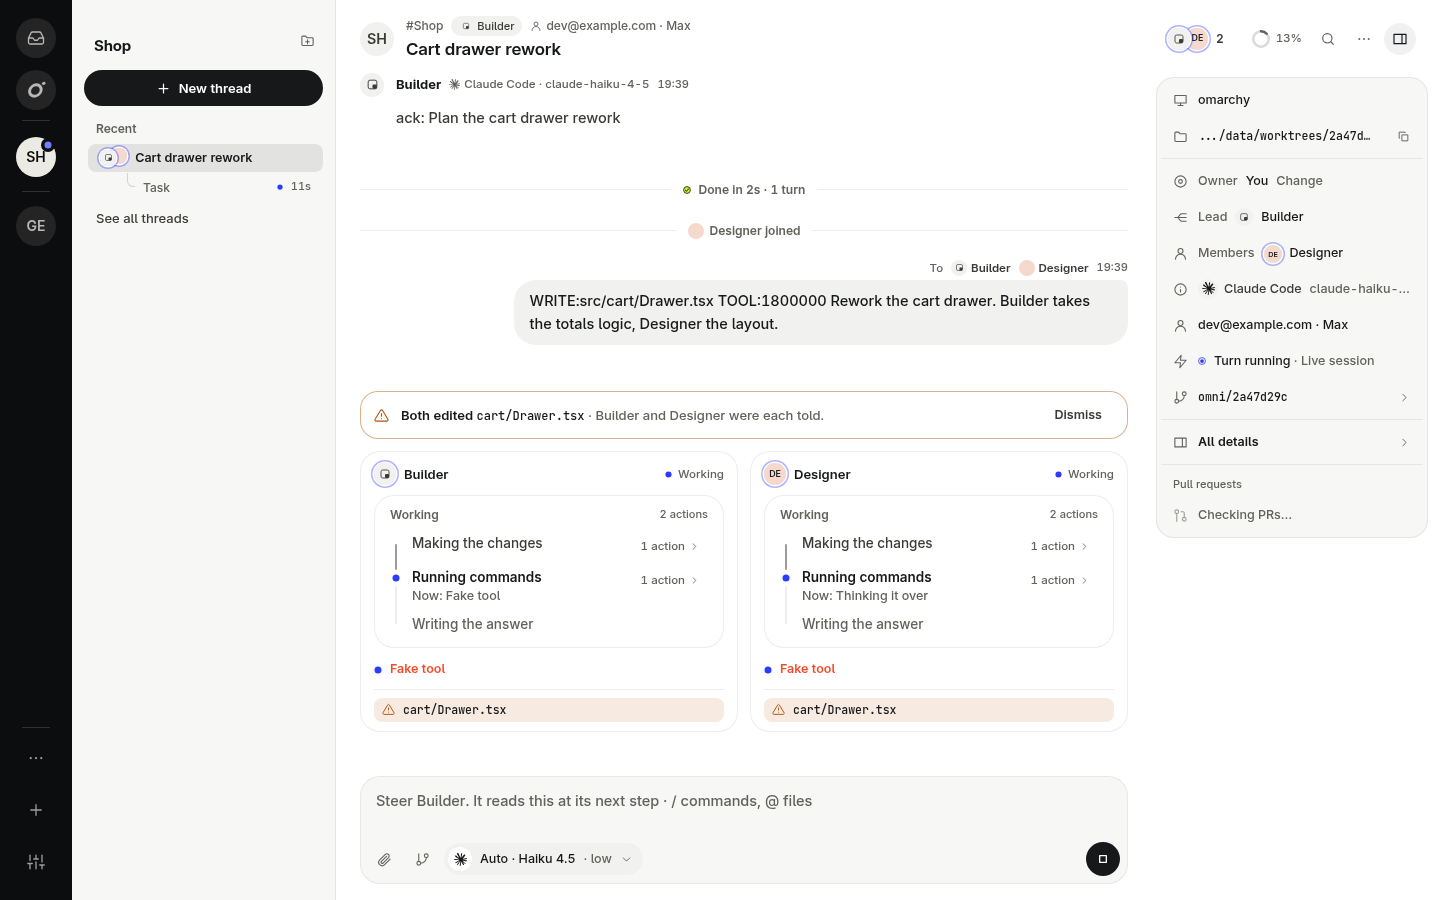 SH
GE
Shop
New thread
Recent
Cart drawer rework
Task
11s
See all threads
SH
#Shop Builder dev@example.com · Max
Cart drawer rework
DE 2
13%
Builder Claude Code · claude-haiku-4-5 19:39
ack: Plan the cart drawer rework
Done in 2s · 1 turn
Designer joined
To Builder Designer 19:39
WRITE:src/cart/Drawer.tsx TOOL:1800000 Rework the cart drawer. Builder takes
the totals logic, Designer the layout.
Both edited cart/Drawer.tsx · Builder and Designer were each told.
Dismiss
Builder
Working
Working
2 actions
Making the changes
1 action
Running commands
1 action
Now: Fake tool
Writing the answer
Fake tool
cart/Drawer.tsx
DE Designer
Working
Working
2 actions
Making the changes
1 action
Running commands
1 action
Now: Thinking it over
Writing the answer
Fake tool
cart/Drawer.tsx
Steer Builder. It reads this at its next step · / commands, @ files
Auto · Haiku 4.5 · low
omarchy
.../data/worktrees/2a47d…
Owner You Change
Lead Builder
Members DE Designer
Claude Code claude-haiku-...
dev@example.com · Max
Turn running · Live session
omni/2a47d29c
All details
Pull requests
Checking PRs...